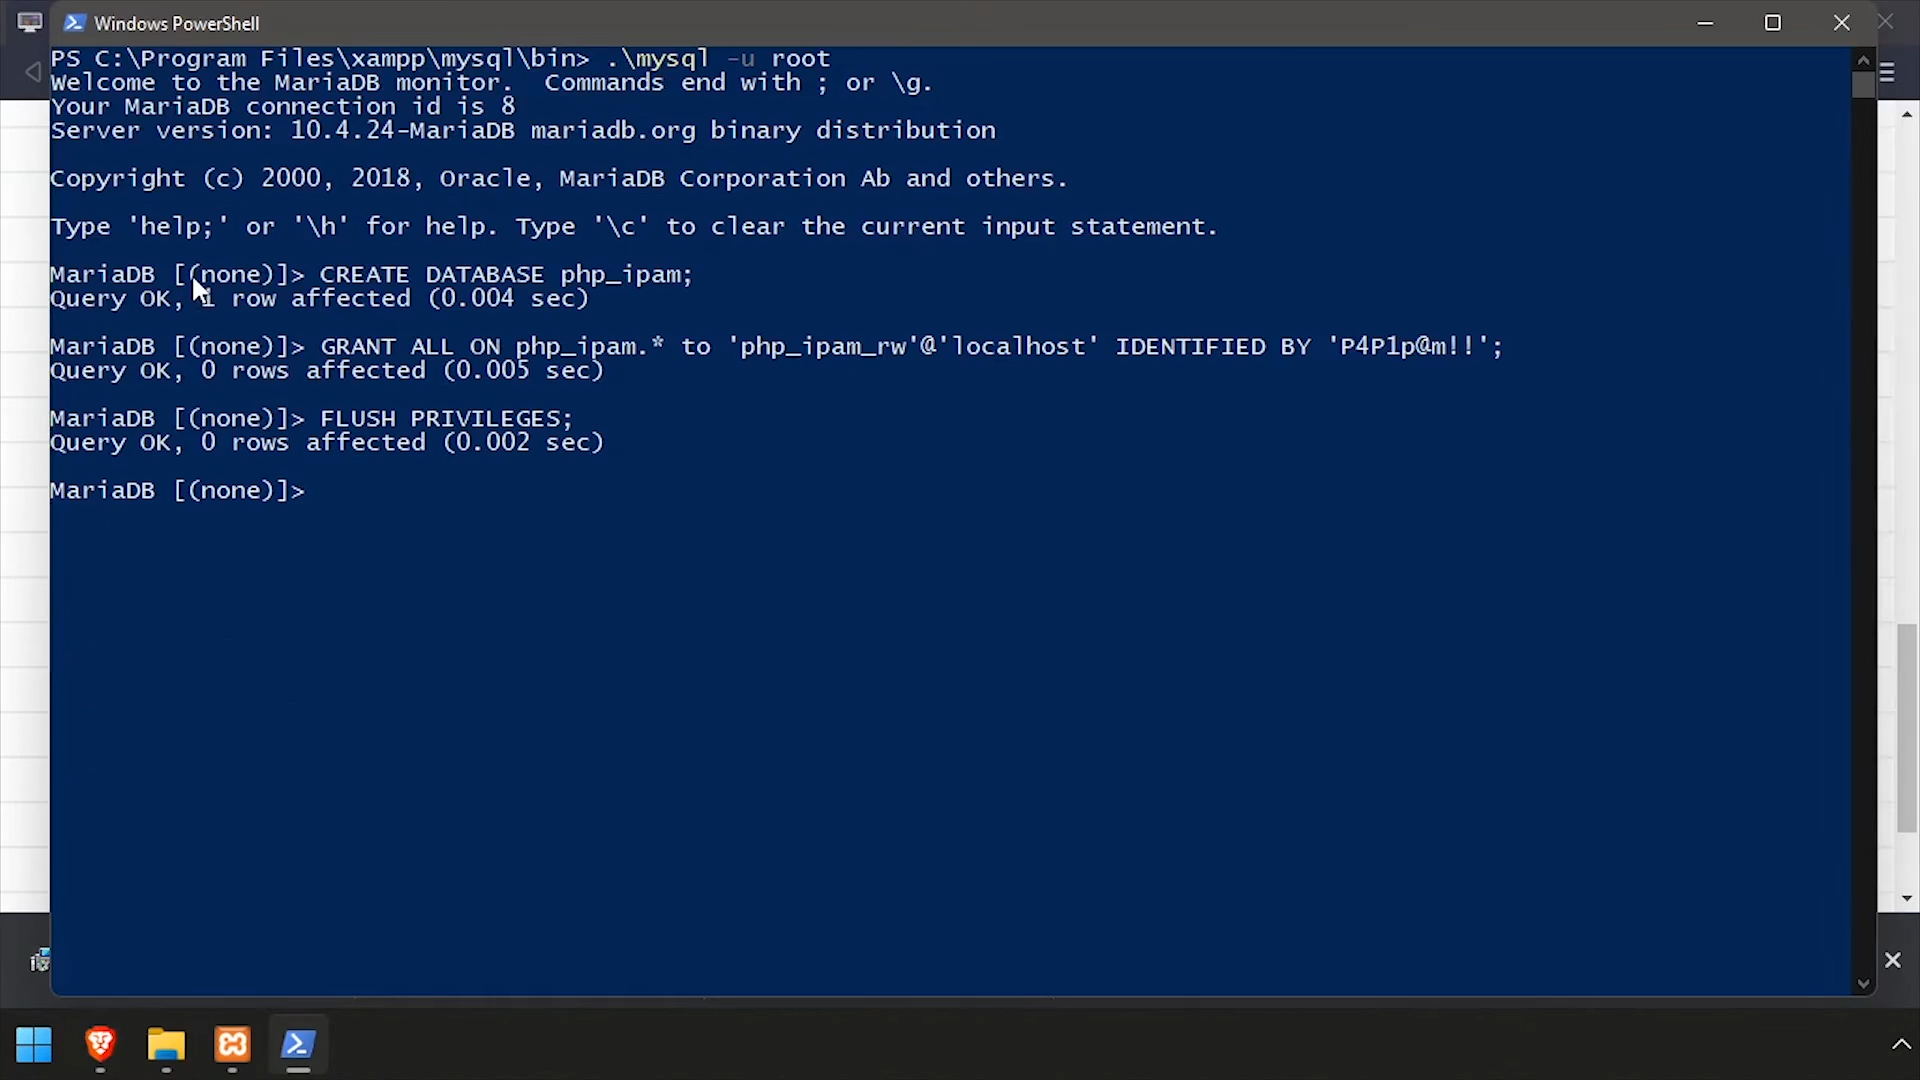 Windows PowerShell
PS C:\Program Files\xampp\mysql\bin> .\mysql -u root
Welcome to the MariaDB monitor.  Commands end with ; or \g.
Your MariaDB connection id is 8
Server version: 10.4.24-MariaDB mariadb.org binary distribution
Copyright (c) 2000, 2018, Oracle, MariaDB Corporation Ab and others.
Type 'help;' or '\h' for help. Type '\c' to clear the current input statement.
MariaDB [(none)]> CREATE DATABASE php_ipam;
Query OK, 1 row affected (0.004 sec)
MariaDB [(none)]> GRANT ALL ON php_ipam.* to 'php_ipam_rw'@'localhost' IDENTIFIED BY 'P4P1p@m!!';
Query OK, 0 rows affected (0.005 sec)
MariaDB [(none)]> FLUSH PRIVILEGES;
Query OK, 0 rows affected (0.002 sec)
MariaDB [(none)]>